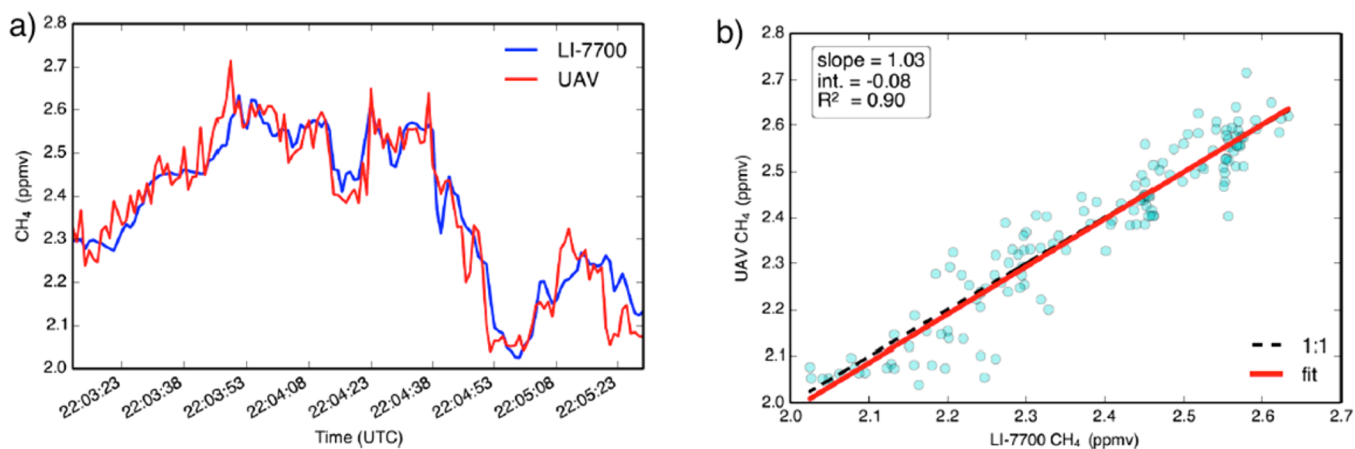 a)
2.8
2.7
2.6
2.5
2.4
2.3
2.2
2.1
2.0
CH₄ (ppmv)
LI-7700
UAV
22:03:23
22:03:38
22:03:53
22:04:08
22:04:23
22:04:38
22:04:53
22:05:08
22:05:23
Time (UTC)
b)
2.8
2.7
2.6
2.5
2.4
2.3
2.2
2.1
2.0
UAV CH₄ (ppmv)
slope = 1.03
int. = -0.08
R² = 0.90
1:1
fit
2.0 2.1 2.2 2.3 2.4 2.5 2.6 2.7
LI-7700 CH₄ (ppmv)